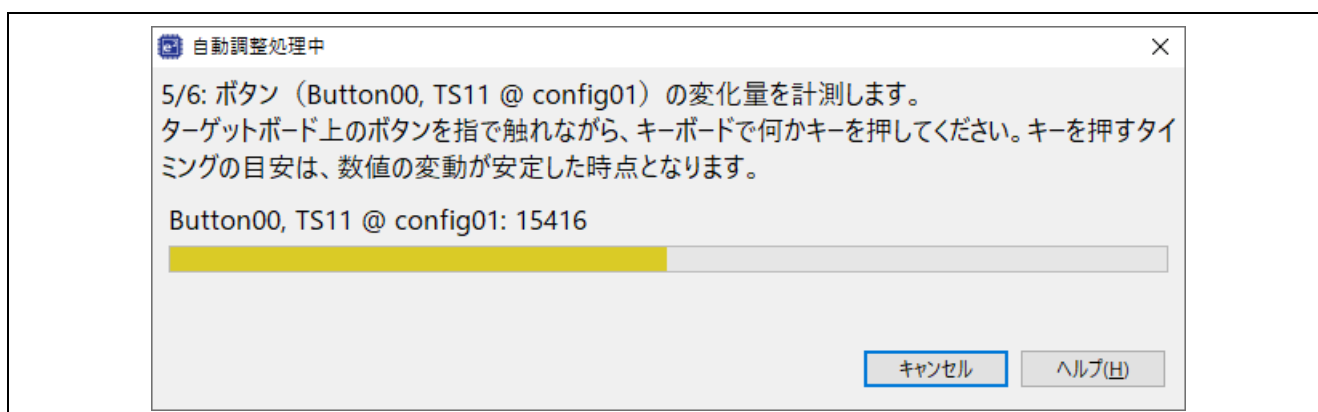 自動調整処理中
5/6: ボタン（Button00, TS11 @ config01）の変化量を計測します。
ターゲットボード上のボタンを指で触れながら、キーボードで何かキーを押してください。キーを押すタイ
ミングの目安は、数値の変動が安定した時点となります。
Button00, TS11 @ config01: 15416
キャンセル
ヘルプ(H)